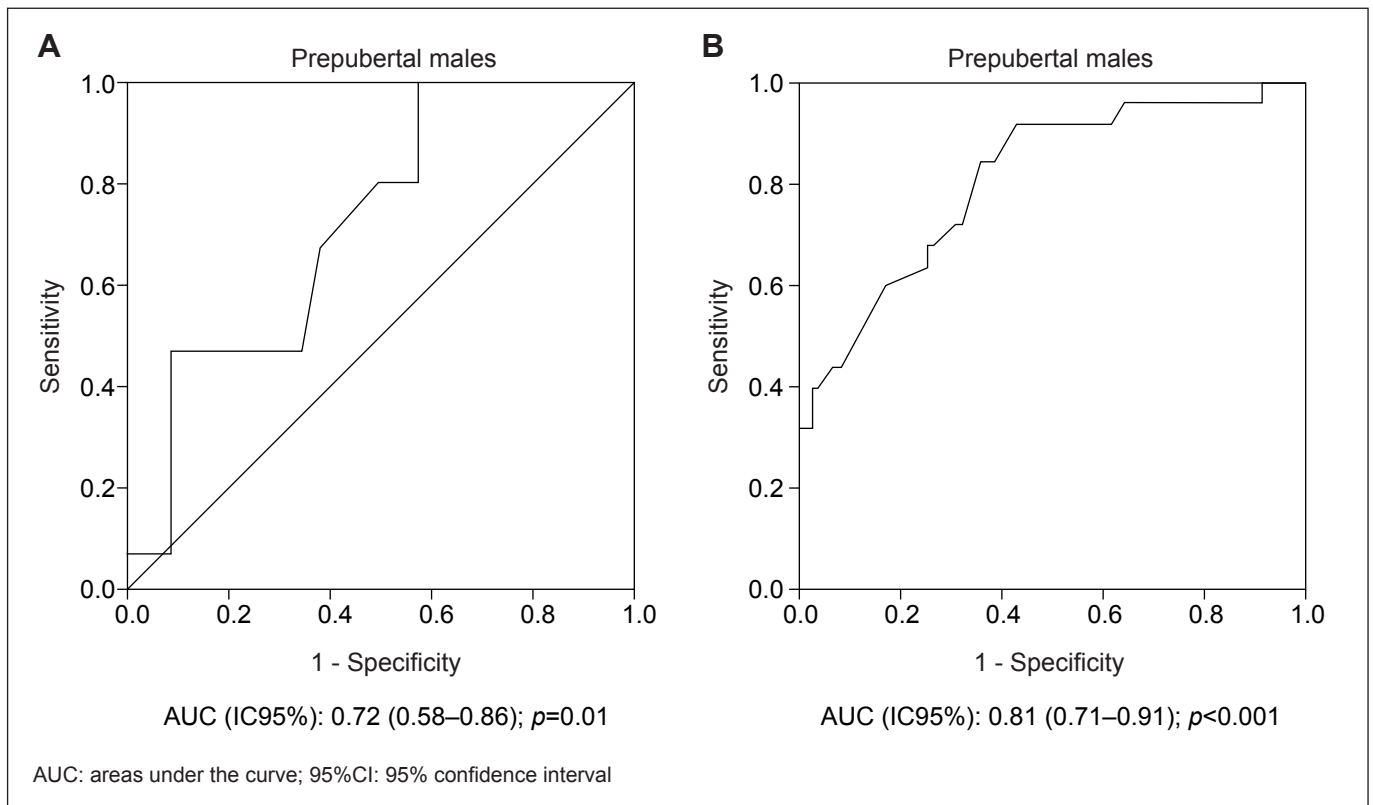 A
Prepubertal males
1.0
0.8
0.6
0.4
0.2
0.0
Sensitivity
0.0 0.2 0.4 0.6 0.8 1.0
1 - Specificity
AUC (IC95%): 0.72 (0.58–0.86); p=0.01
B
Prepubertal males
1.0
0.8
0.6
0.4
0.2
0.0
Sensitivity
0.0 0.2 0.4 0.6 0.8 1.0
1 - Specificity
AUC (IC95%): 0.81 (0.71–0.91); p<0.001
AUC: areas under the curve; 95%CI: 95% confidence interval